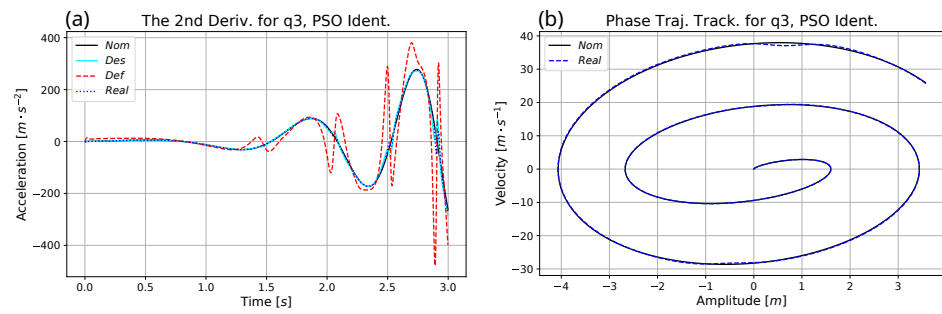 (a)
The 2nd Deriv. for q3, PSO Ident.
400
200
0
−200
−400
Acceleration [m · s⁻²]
Nom
Des
Def
Real
0.0 0.5 1.0 1.5 2.0 2.5 3.0
Time [s]
(b)
Phase Traj. Track. for q3, PSO Ident.
40
30
20
10
0
−10
−20
−30
Velocity [m · s⁻¹]
Nom
Real
−4 −3 −2 −1 0 1 2 3
Amplitude [m]